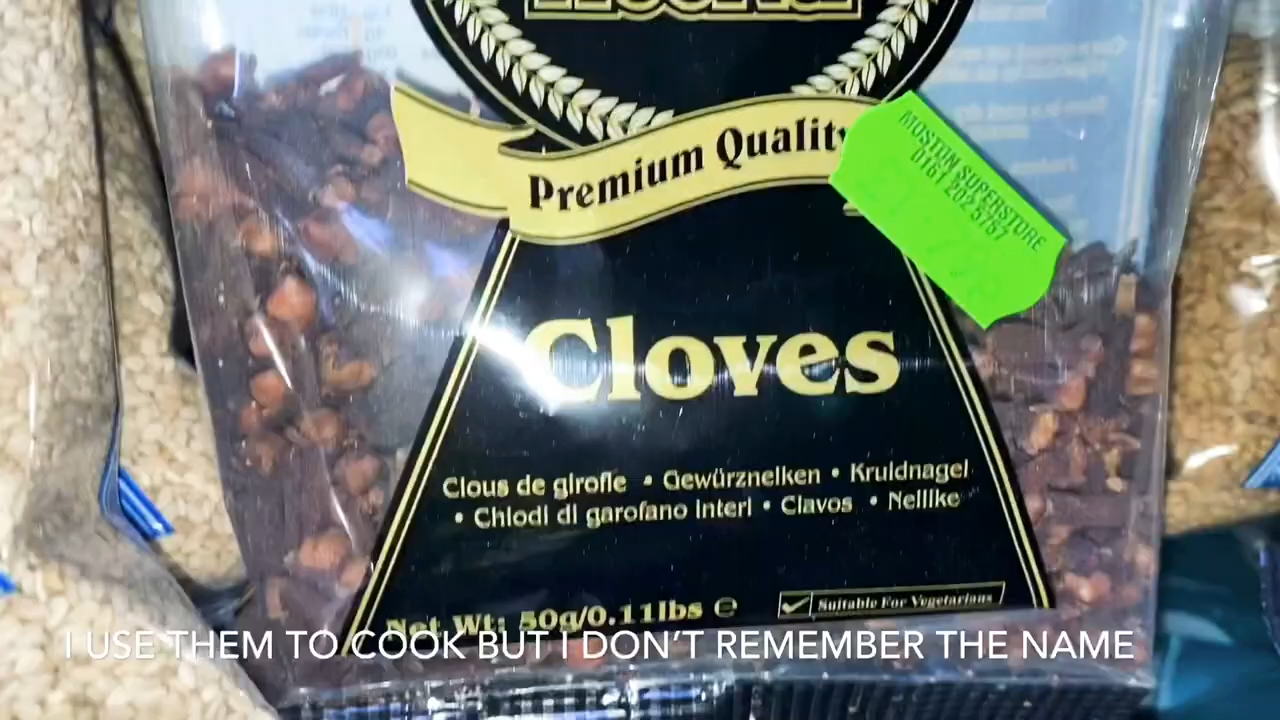 Premium Quality
MOSTON SUPERSTORE
0161 202 5757
Cloves
Clous de girofle • Gewürznelken • Kruidnagel
• Chiodi di garofano interi • Clavos • Nellike
Net Wt: 50g/0.11lbs ℮
Suitable For Vegetarians
I USE THEM TO COOK BUT I DON'T REMEMBER THE NAME